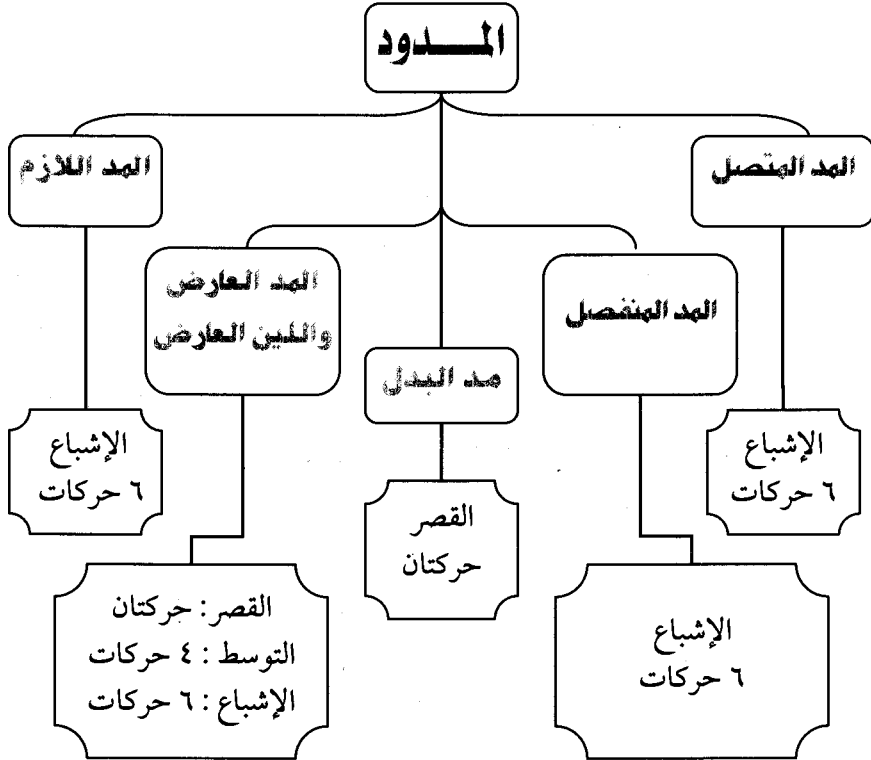 المــــدود
المد المتصل
المد اللازم
المد المنفصل
المد العارض
واللين العارض
مد البدل
الإشباع
٦ حركات
الإشباع
٦ حركات
القصر
حركتان
الإشباع
٦ حركات
القصر : حركتان
التوسط : ٤ حركات
الإشباع : ٦ حركات